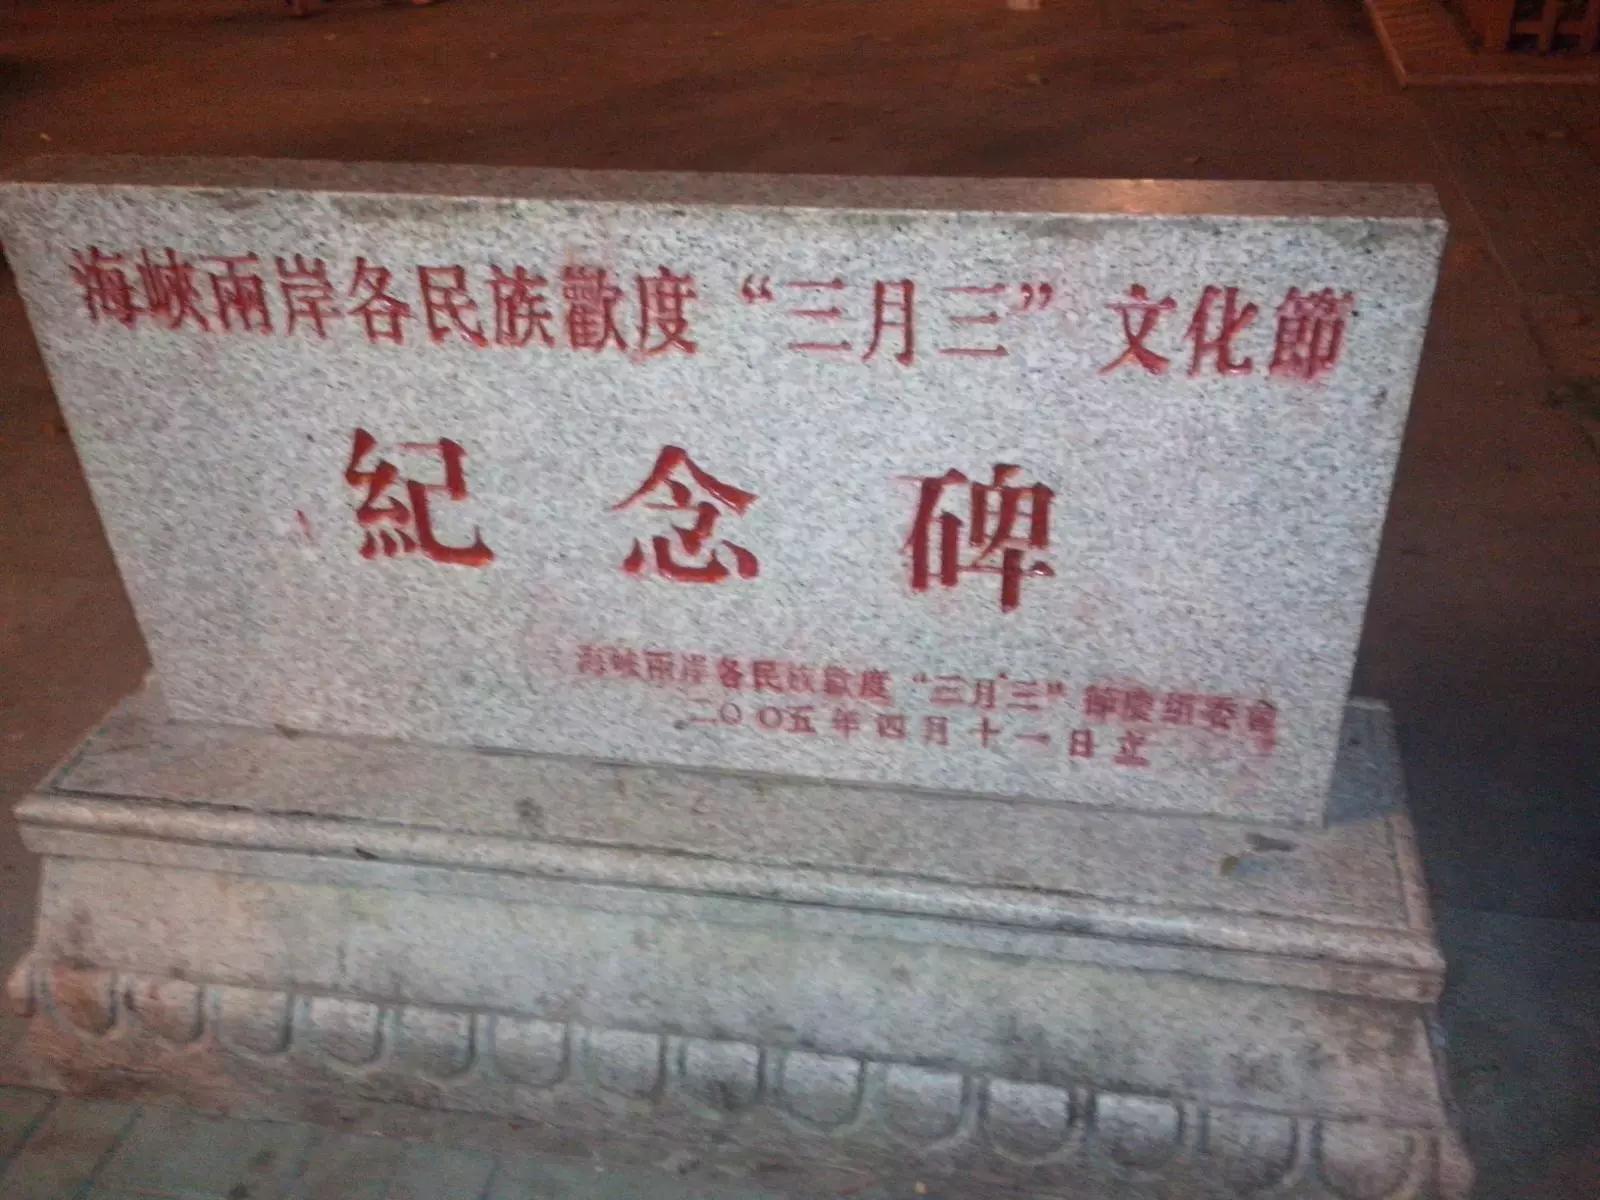 海峽兩岸各民族歡度“三月三”文化節
紀念碑
海峽兩岸各民族歡度“三月三”節慶組委會
二〇〇五年四月十一日立